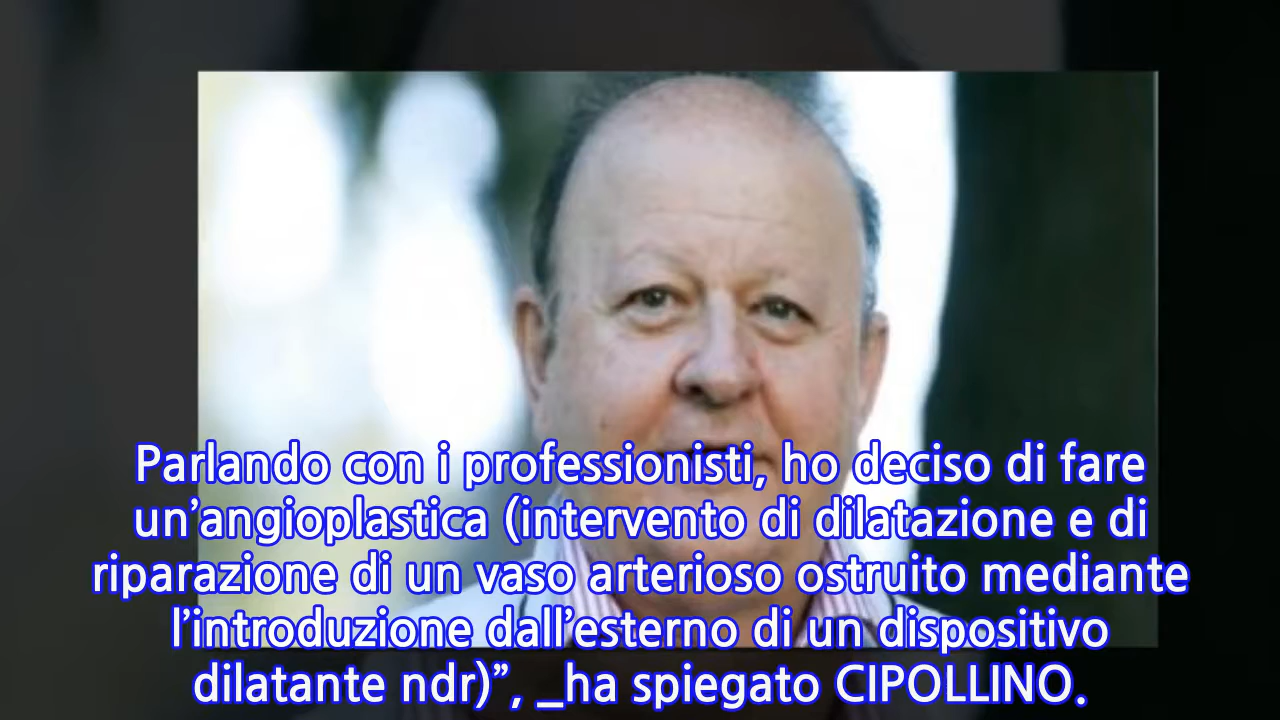 Parlando con i professionisti, ho deciso di fare
un’angioplastica (intervento di dilatazione e di
riparazione di un vaso arterioso ostruito mediante
l’introduzione dall’esterno di un dispositivo
dilatante ndr)”, _ha spiegato CIPOLLINO.